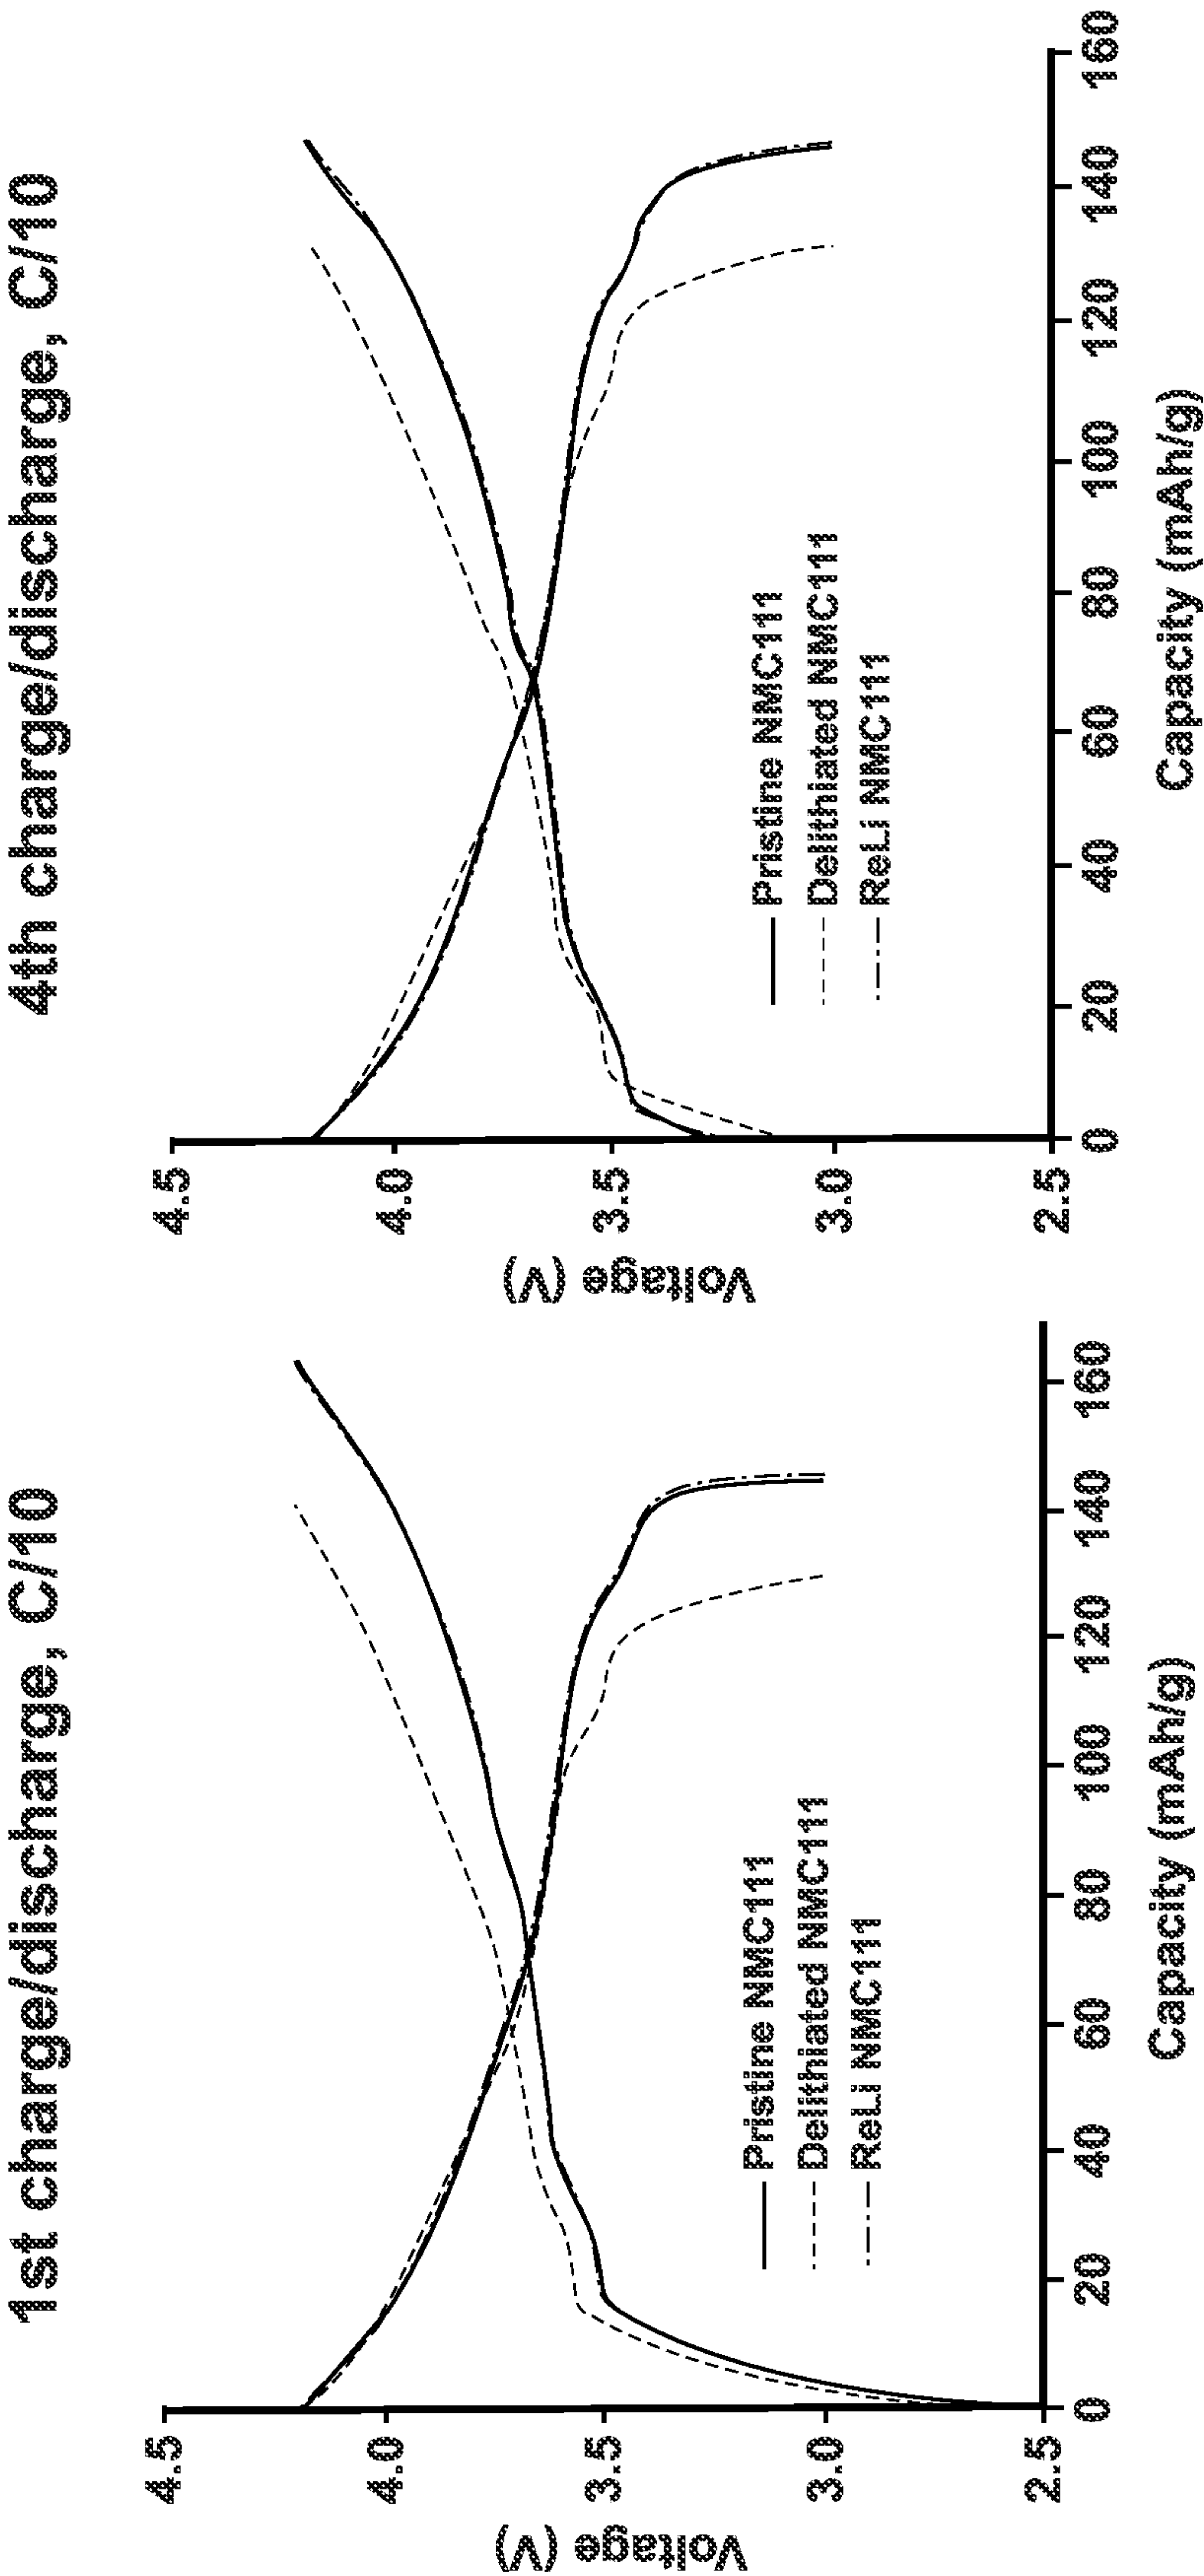 1st charge/discharge, C/10
Voltage (V)
4.5
4.0
3.5
3.0
2.5
Pristine NMC111
Delithiated NMC111
ReLi NMC111
0
20
40
60
80
100
120
140
160
Capacity (mAh/g)
4th charge/discharge, C/10
Voltage (V)
4.5
4.0
3.5
3.0
2.5
Pristine NMC111
Delithiated NMC111
ReLi NMC111
0
20
40
60
80
100
120
140
160
Capacity (mAh/g)